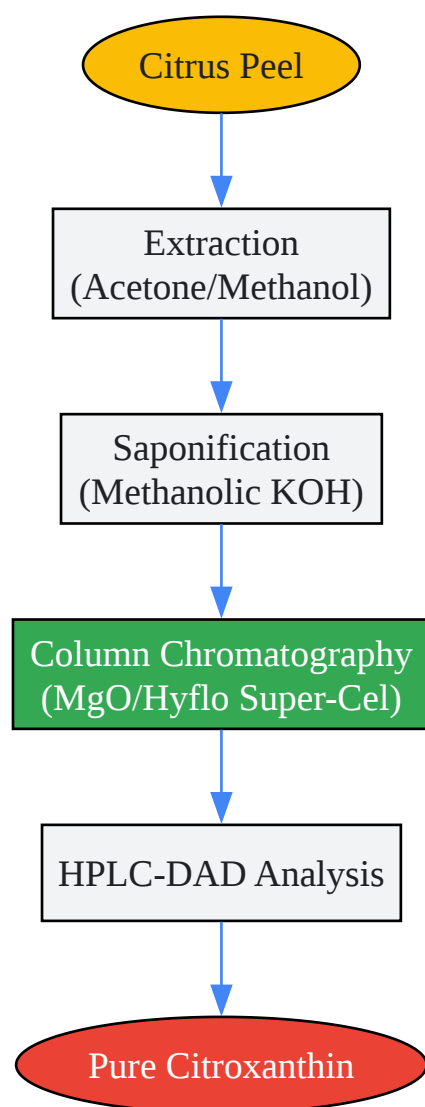 Citrus Peel
Extraction
(Acetone/Methanol)
Saponification
(Methanolic KOH)
Column Chromatography
(MgO/Hyflo Super-Cel)
HPLC-DAD Analysis
Pure Citroxanthin